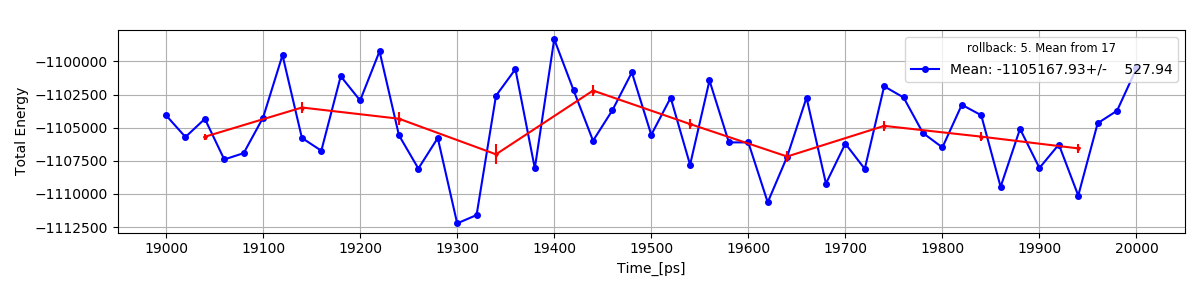 rollback: 5. Mean from 17
Mean: -1105167.93+/-    527.94
Total Energy
−1100000
−1102500
−1105000
−1107500
−1110000
−1112500
19000 19100 19200 19300 19400 19500 19600 19700 19800 19900 20000
Time_[ps]